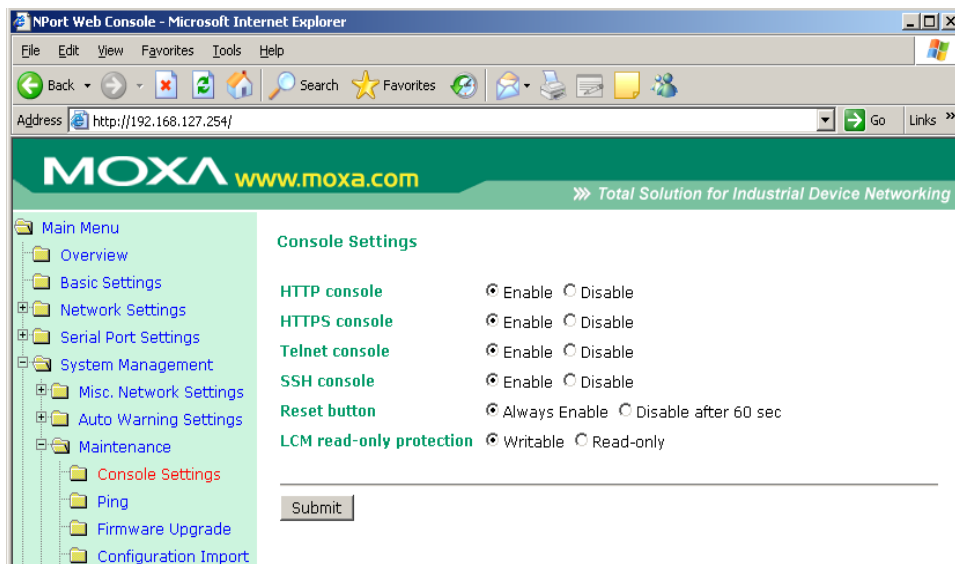 NPort Web Console - Microsoft Internet Explorer
File Edit View Favorites Tools Help
Back Search Favorites
Address http://192.168.127.254/ Go Links »
MOXA www.moxa.com
Total Solution for Industrial Device Networking
Main Menu
Overview
Basic Settings
Network Settings
Serial Port Settings
System Management
Misc. Network Settings
Auto Warning Settings
Maintenance
Console Settings
Ping
Firmware Upgrade
Configuration Import
Console Settings
HTTP console Enable Disable
HTTPS console Enable Disable
Telnet console Enable Disable
SSH console Enable Disable
Reset button Always Enable Disable after 60 sec
LCM read-only protection Writable Read-only
Submit